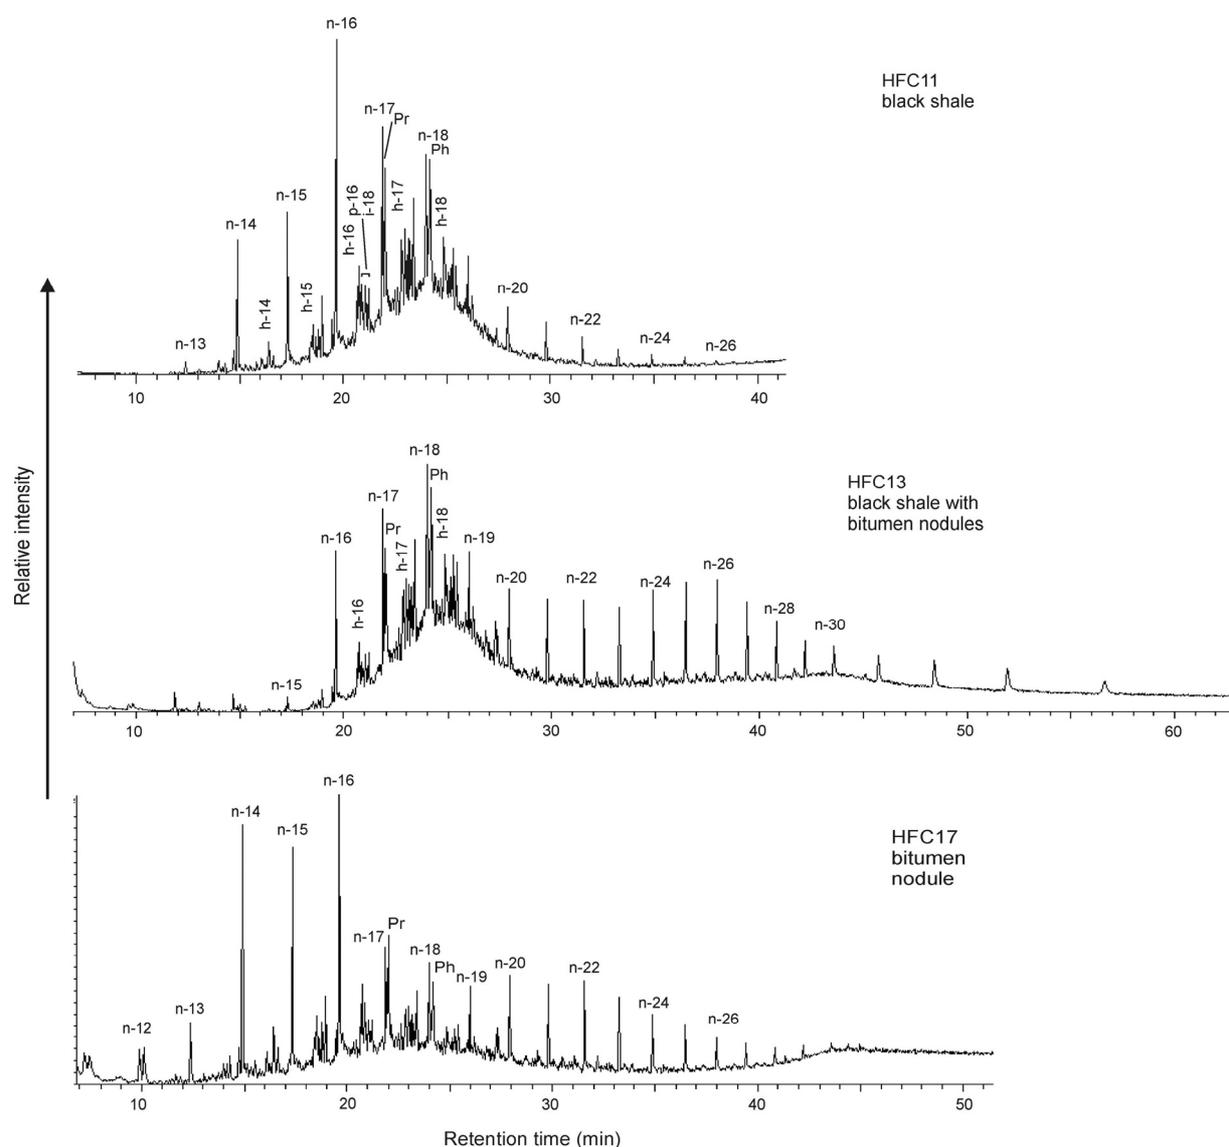 n-16
HFC11
black shale
n-17
Pr
n-18
Ph
n-15
p-16
i-18
h-17
h-18
n-14
h-16
h-15
h-14
n-20
n-22
n-13
n-24
n-26
10
20
30
40
n-18
Ph
HFC13
black shale with
bitumen nodules
n-17
Pr
h-18
n-16
n-19
h-17
h-16
n-20
n-22
n-24
n-26
n-28
n-30
n-15
10
20
30
40
50
60
Relative intensity
n-16
n-14
n-15
HFC17
bitumen
nodule
Pr
n-17
n-18
Ph
n-19
n-20
n-22
n-13
n-12
n-24
n-26
10
20
30
40
50
Retention time (min)